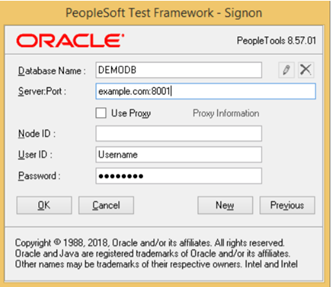 PeopleSoft Test Framework - Signon
ORACLE
PeopleTools 8.57.01
Database Name : DEMODB
Server:Port : example.com:8001
Use Proxy Proxy Information
Node ID :
User ID : Username
Password : ●●●●●●●●
OK Cancel New Previous
Copyright © 1988, 2018, Oracle and/or its affiliates. All rights reserved.
Oracle and Java are registered trademarks of Oracle and/or its affiliates.
Other names may be trademarks of their respective owners. Intel and Intel